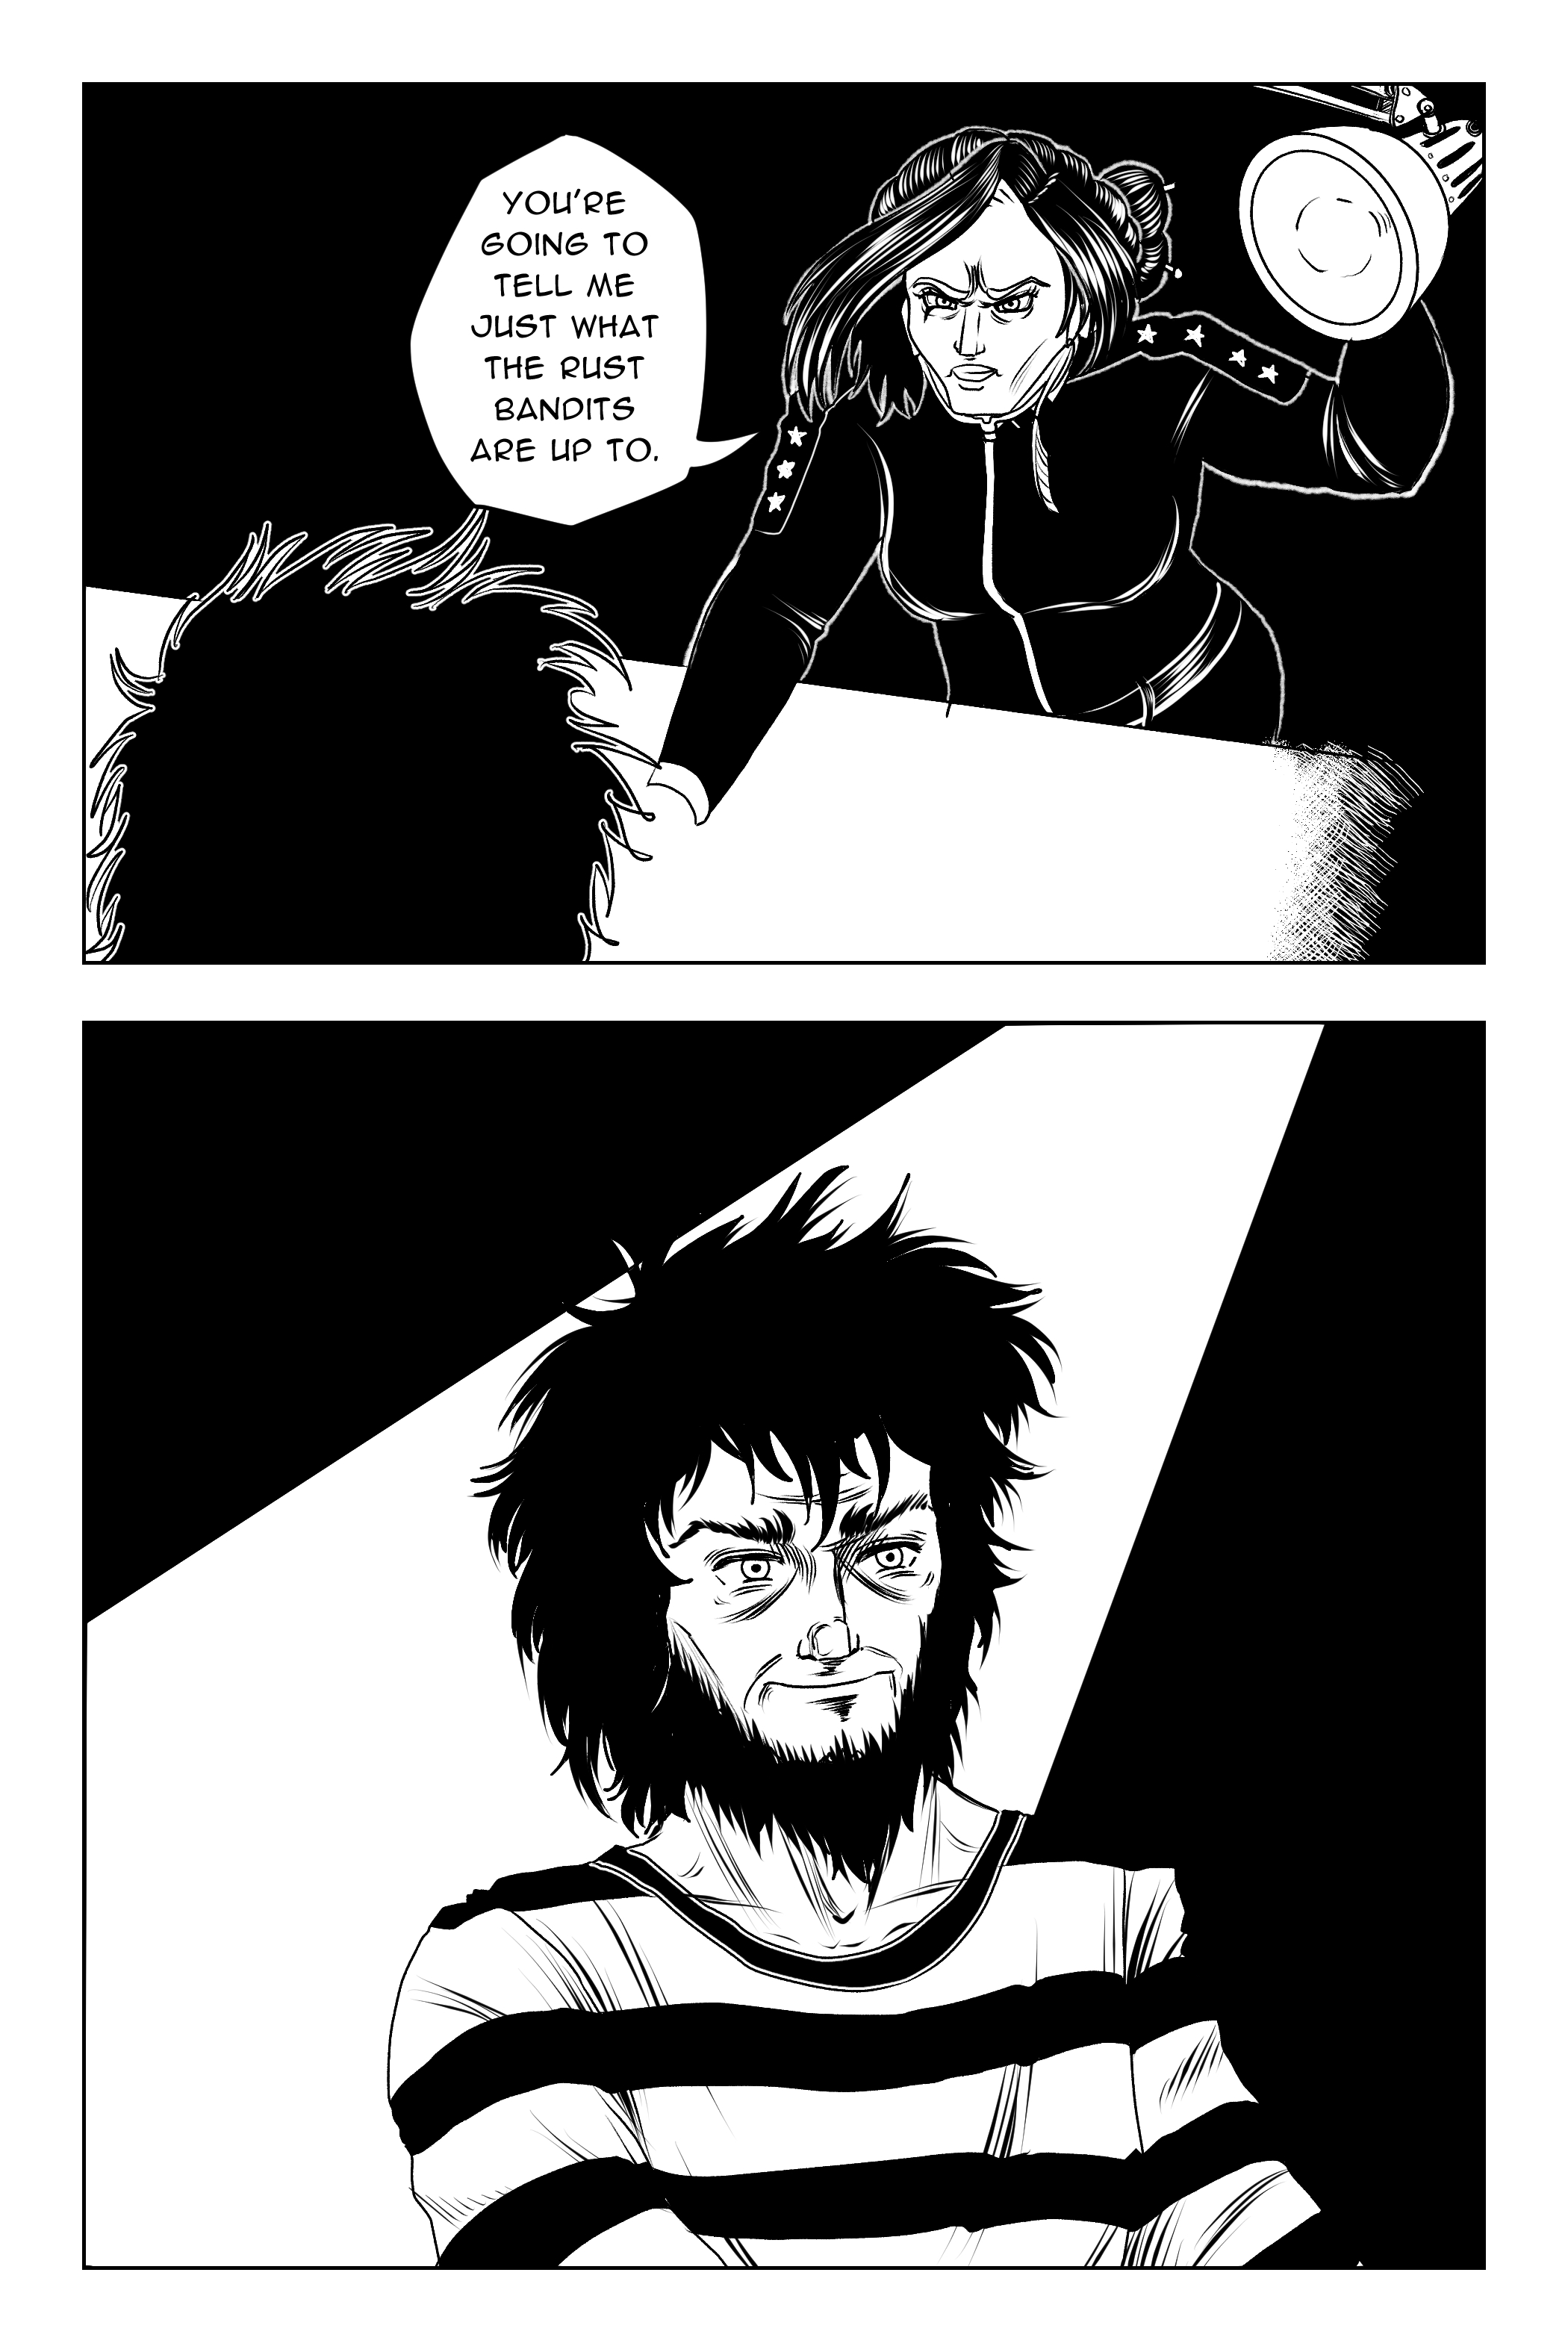 YOU'RE
GOING TO
TELL ME
JUST WHAT
THE RUST
BANDITS
ARE UP TO.